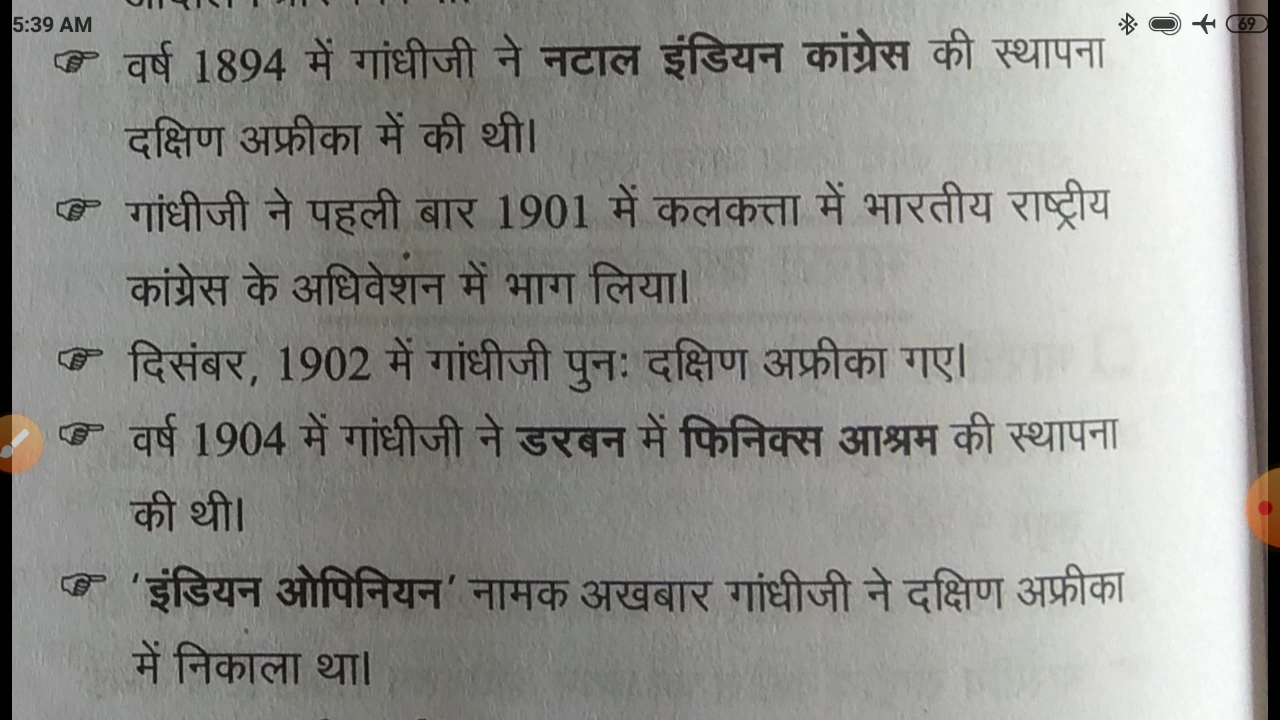 5:39 AM
69
वर्ष 1894 में गांधीजी ने नटाल इंडियन कांग्रेस की स्थापना
दक्षिण अफ्रीका में की थी।
गांधीजी ने पहली बार 1901 में कलकत्ता में भारतीय राष्ट्रीय
कांग्रेस के अधिवेशन में भाग लिया।
दिसंबर, 1902 में गांधीजी पुनः दक्षिण अफ्रीका गए।
वर्ष 1904 में गांधीजी ने डरबन में फिनिक्स आश्रम की स्थापना
की थी।
'इंडियन ओपिनियन' नामक अखबार गांधीजी ने दक्षिण अफ्रीका
में निकाला था।